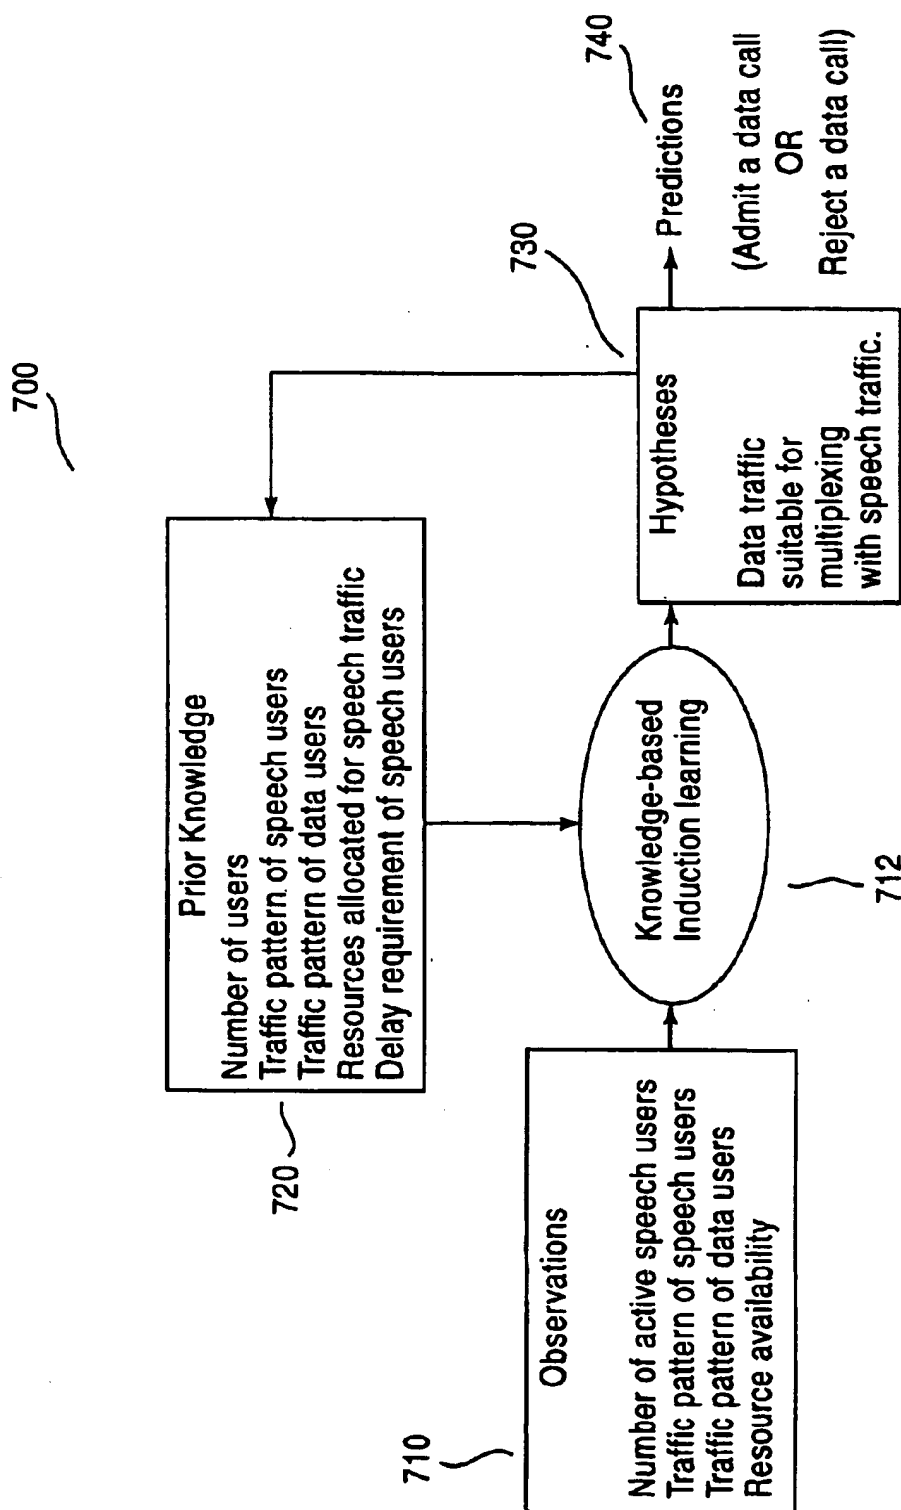 700
Prior Knowledge
Number of users
Traffic pattern of speech users
Traffic pattern of data users
Resources allocated for speech traffic
Delay requirement of speech users
720
710
Observations
Number of active speech users
Traffic pattern of speech users
Traffic pattern of data users
Resource availability
Knowledge-based
Induction learning
712
730
Hypotheses
Data traffic
suitable for
multiplexing
with speech traffic.
740
Predictions
(Admit a data call
OR
Reject a data call)